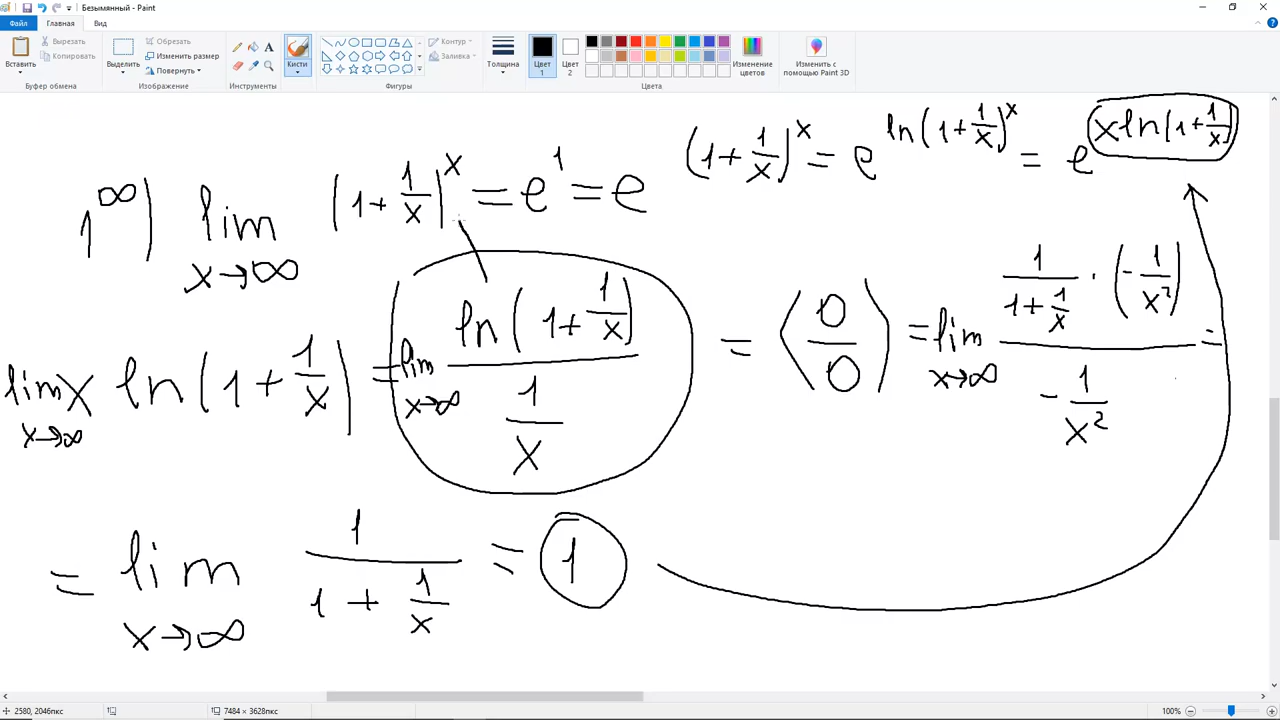 Безымянный - Paint
Файл Главная Вид
Вставить Вырезать Копировать Буфер обмена
Выделить Обрезать Изменить размер Повернуть Изображение
Инструменты
Кисти
Фигуры Контур Заливка
Толщина
Цвет 1 Цвет 2 Изменение цветов Цвета
Изменить с помощью Paint 3D
(1+1/x)^x = e^(ln(1+1/x)^x) = e^(x ln(1+1/x))
1^∞ | lim x→∞ (1+1/x)^x = e^1 = e
lim x→∞ x ln(1+1/x) = lim x→∞ ln(1+1/x) / (1/x) = (0/0) = lim x→∞ (1/(1+1/x) · (-1/x²)) / (-1/x²) =
= lim x→∞ 1/(1+1/x) = 1
2580, 2046пкс 7484 × 3628пкс 100%